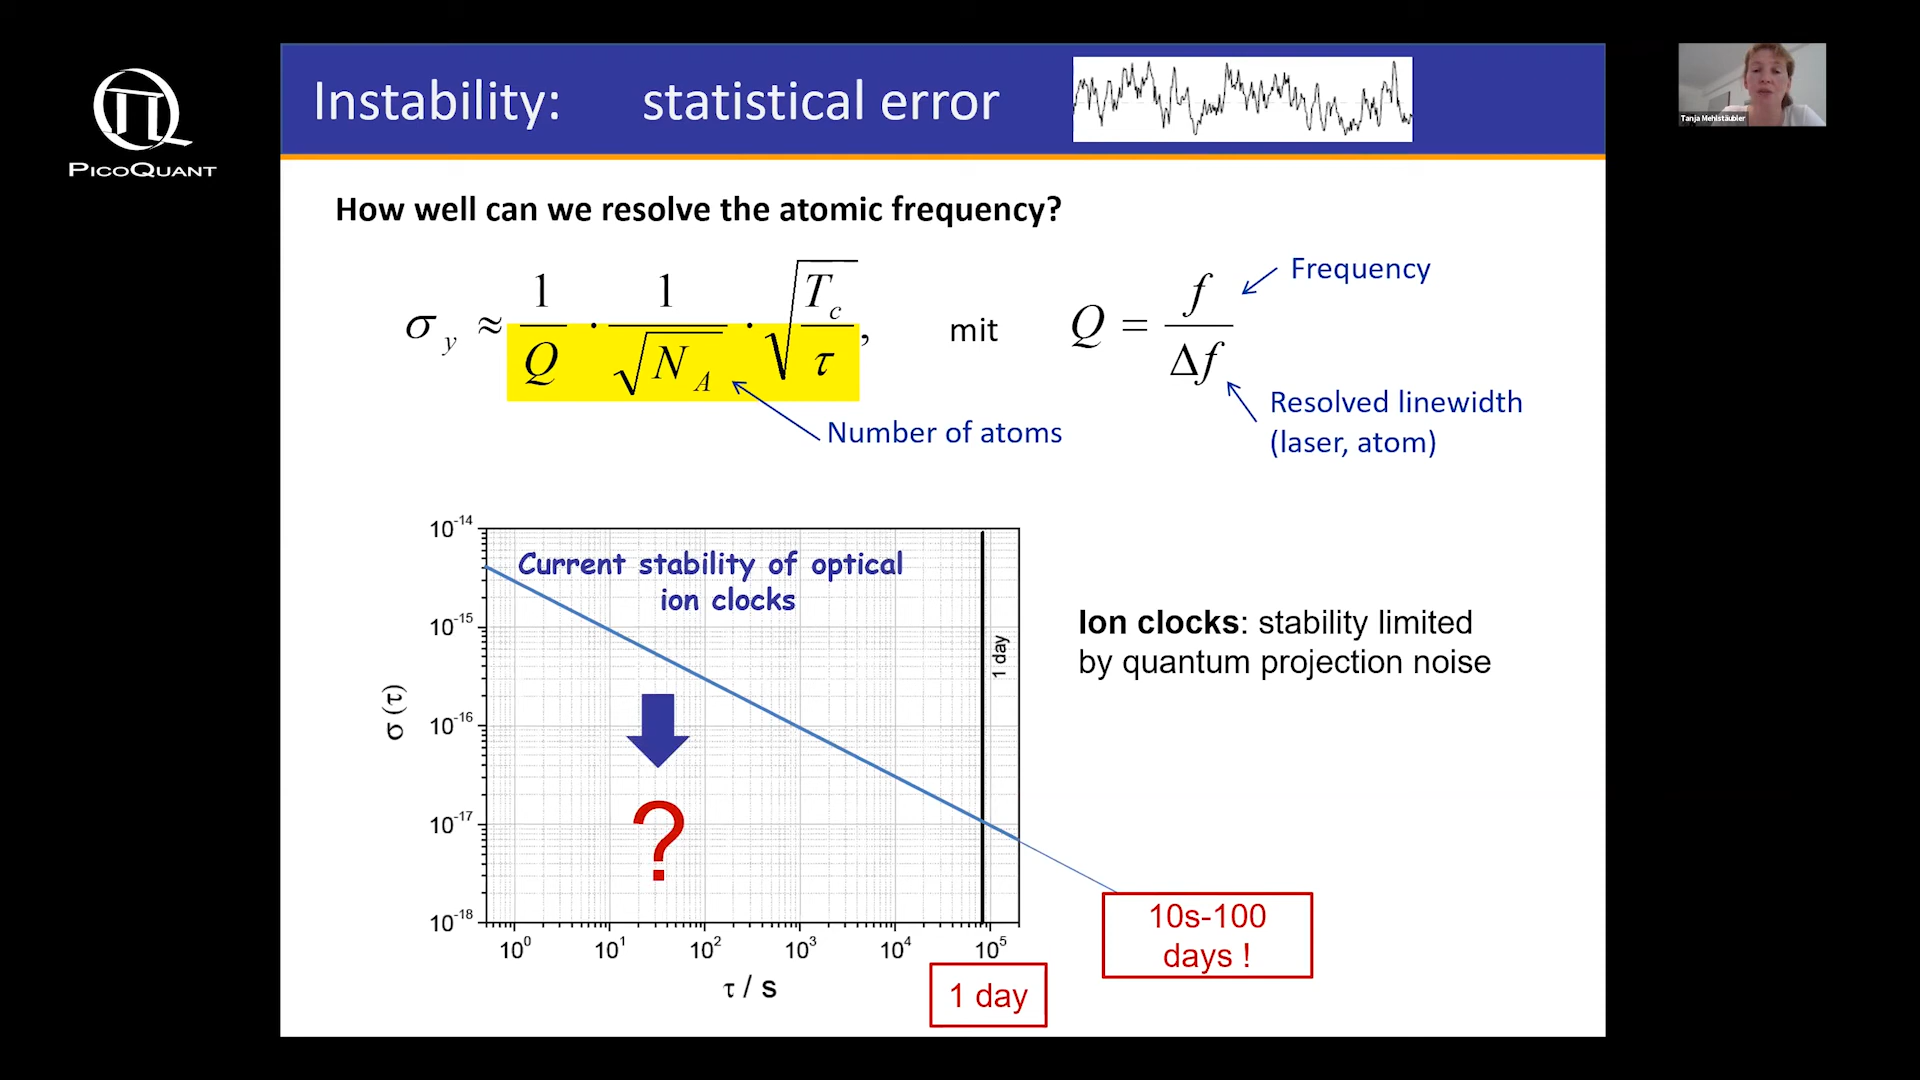 PICOQUANT
Instability: statistical error
Tanja Mehlstäubler
How well can we resolve the atomic frequency?
σ y ≈ 1/Q · 1/√N A · √T c/τ, mit Q = f/Δf
Frequency
Number of atoms
Resolved linewidth
(laser, atom)
Current stability of optical
ion clocks
σ (τ)
10-14
10-15
10-16
10-17
10-18
10⁰ 10¹ 10² 10³ 10⁴ 10⁵
τ / s
1 day
?
Ion clocks: stability limited
by quantum projection noise
10s-100
days !
1 day